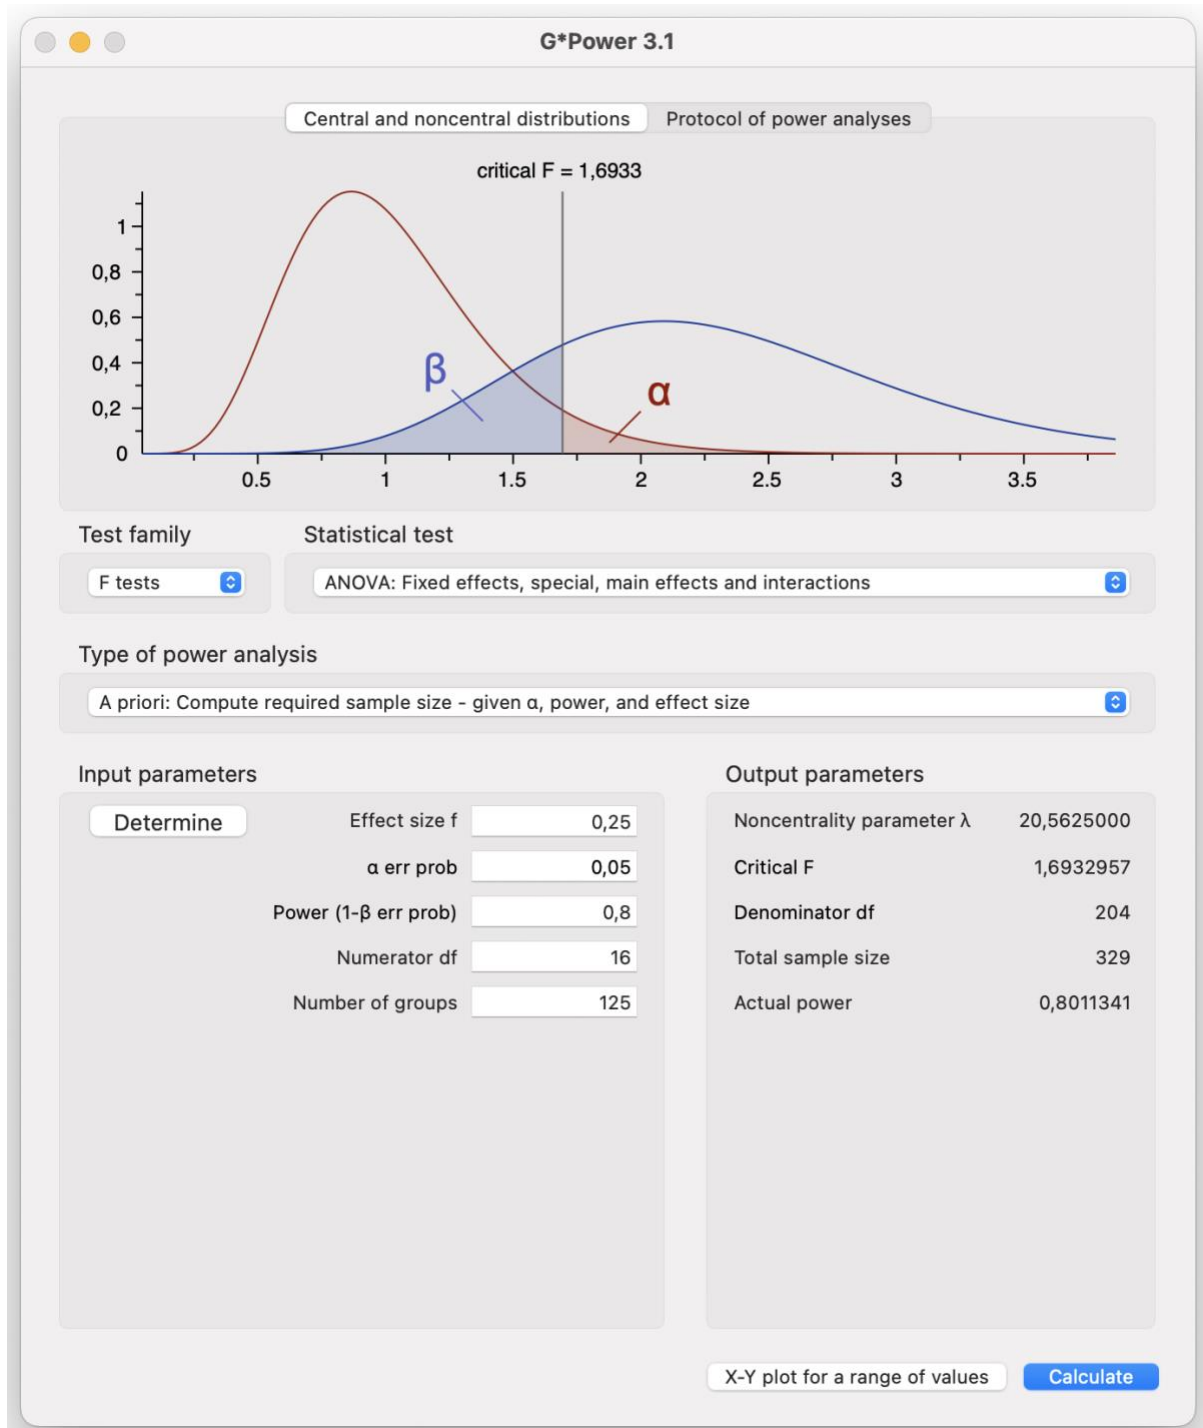 G*Power 3.1
Central and noncentral distributions
Protocol of power analyses
critical F = 1,6933
1
0,8
0,6
0,4
0,2
0
β
α
0.5 1 1.5 2 2.5 3 3.5
Test family
Statistical test
F tests
ANOVA: Fixed effects, special, main effects and interactions
Type of power analysis
A priori: Compute required sample size - given α, power, and effect size
Input parameters
Output parameters
Determine
Effect size f 0,25
Noncentrality parameter λ 20,5625000
α err prob 0,05
Critical F 1,6932957
Power (1-β err prob) 0,8
Denominator df 204
Numerator df 16
Total sample size 329
Number of groups 125
Actual power 0,8011341
X-Y plot for a range of values
Calculate